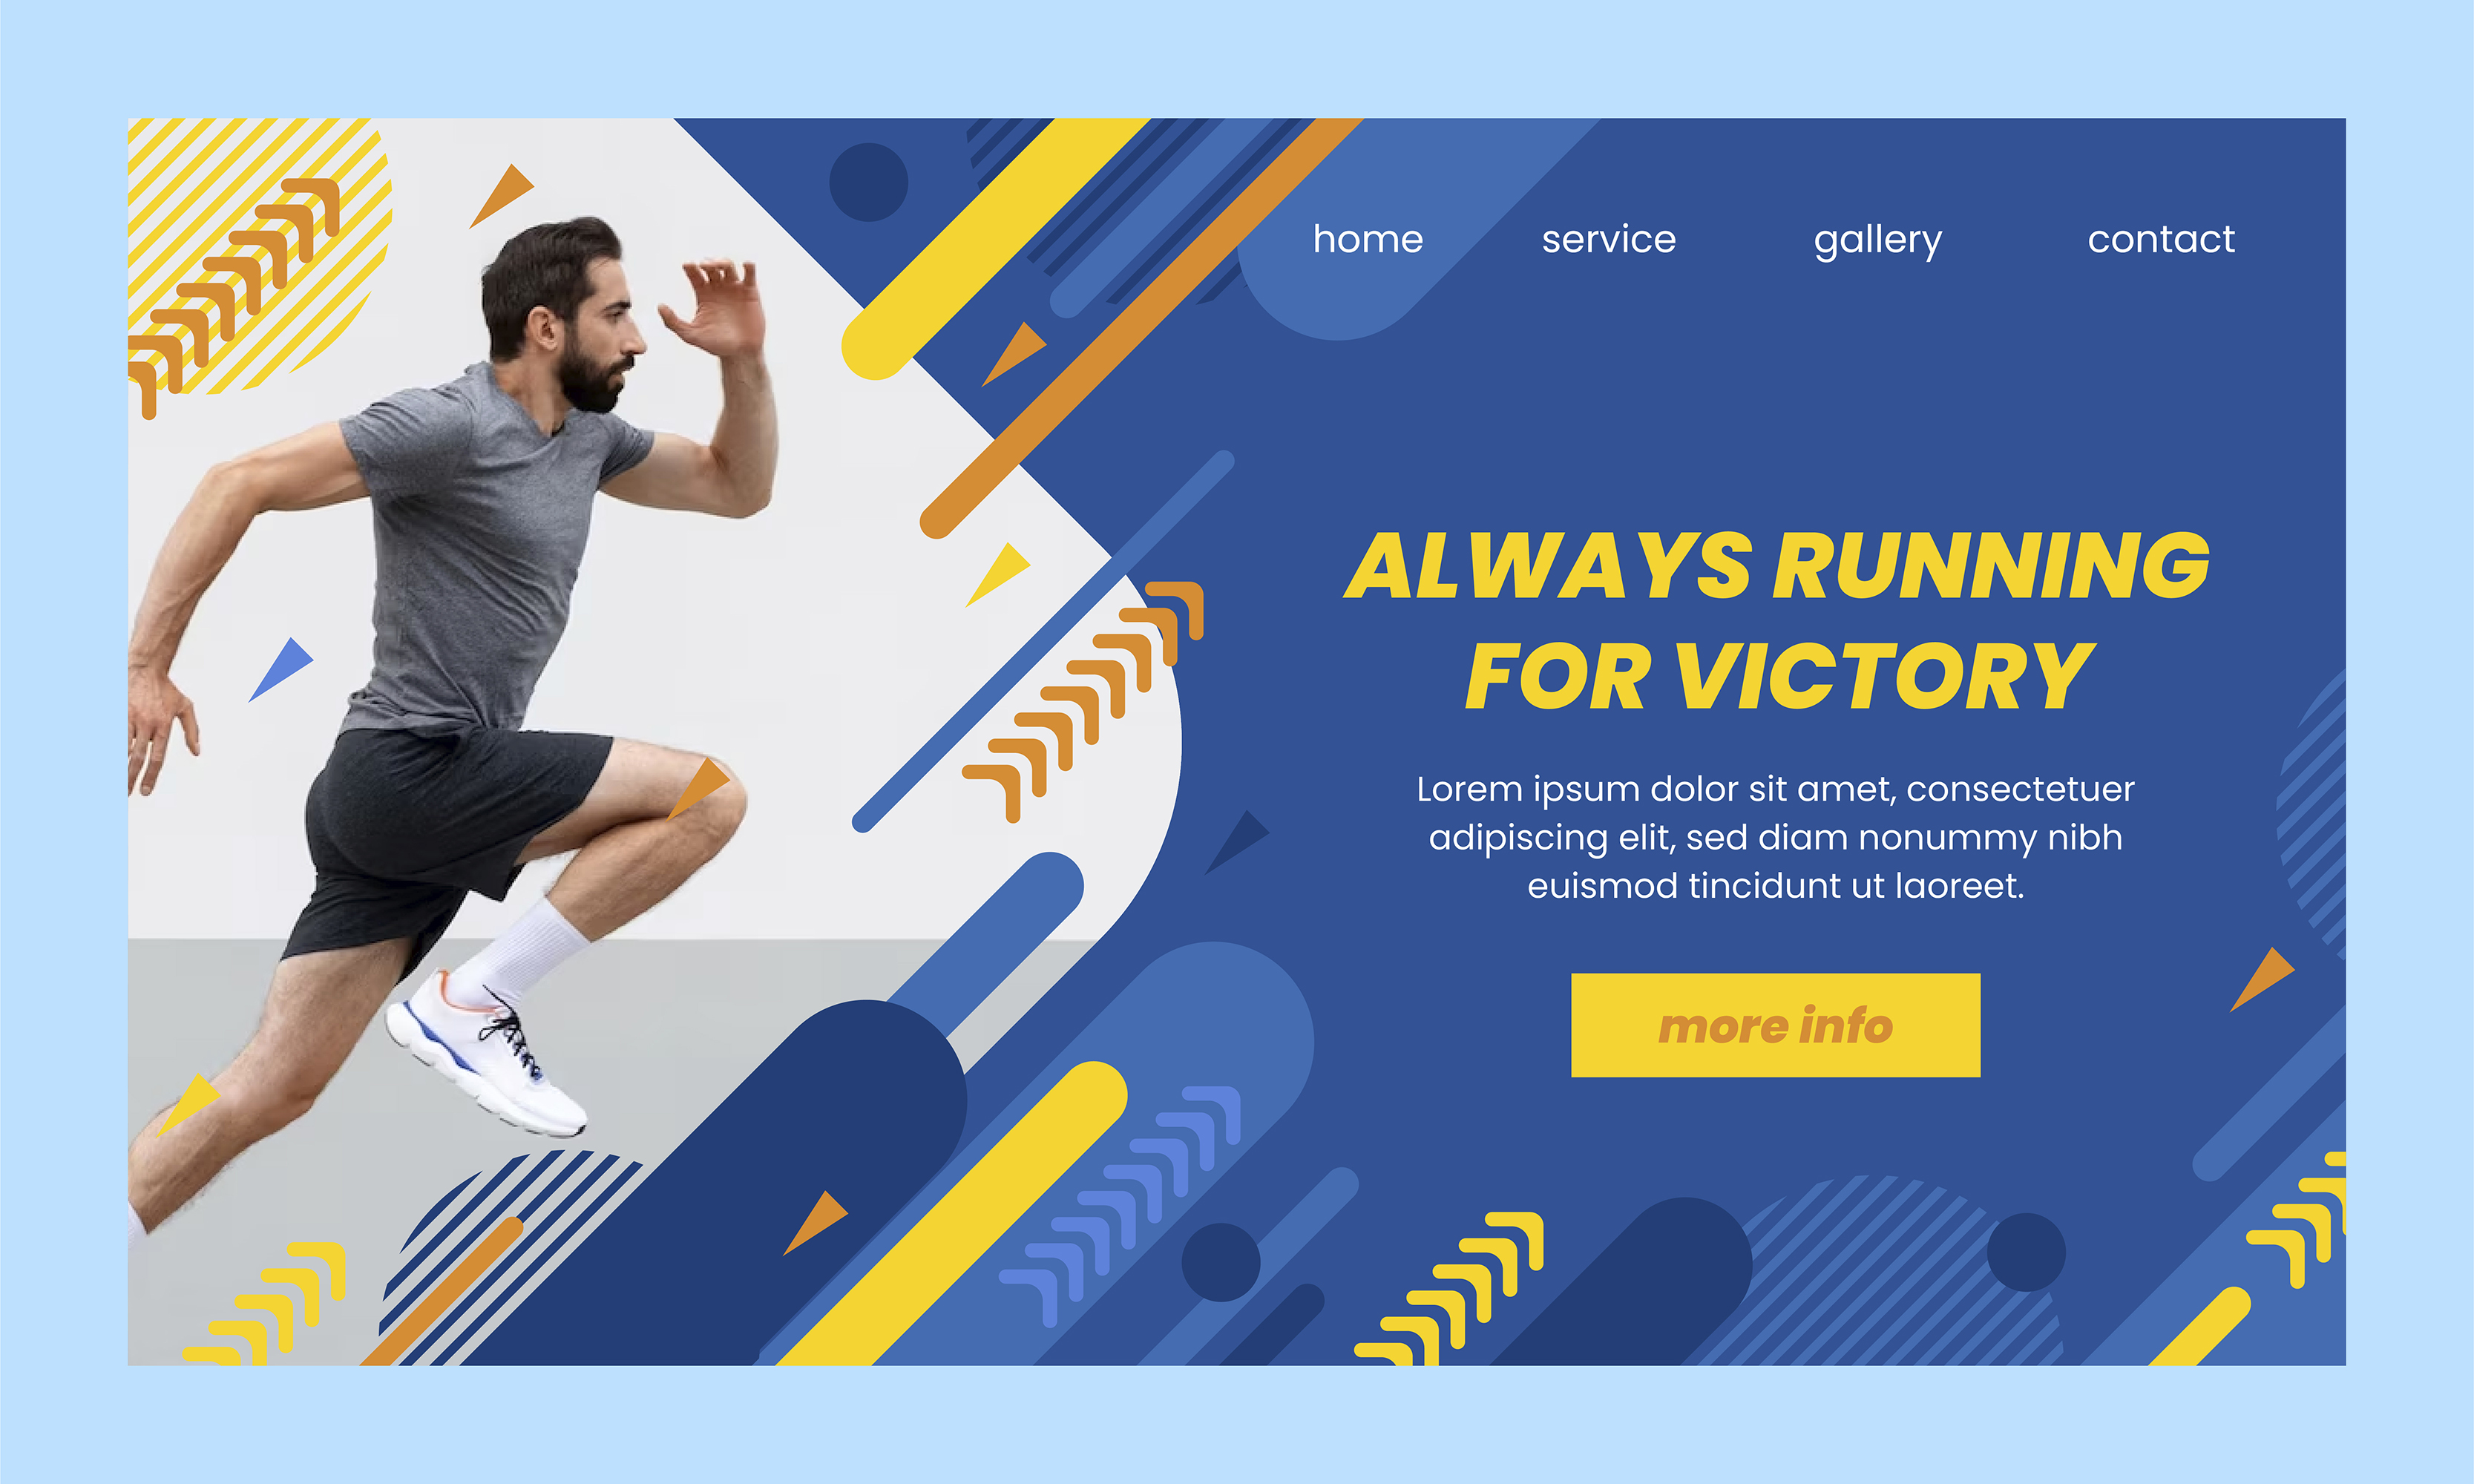 home service gallery contact
ALWAYS RUNNING
FOR VICTORY
Lorem ipsum dolor sit amet, consectetuer
adipiscing elit, sed diam nonummy nibh
euismod tincidunt ut laoreet.
more info